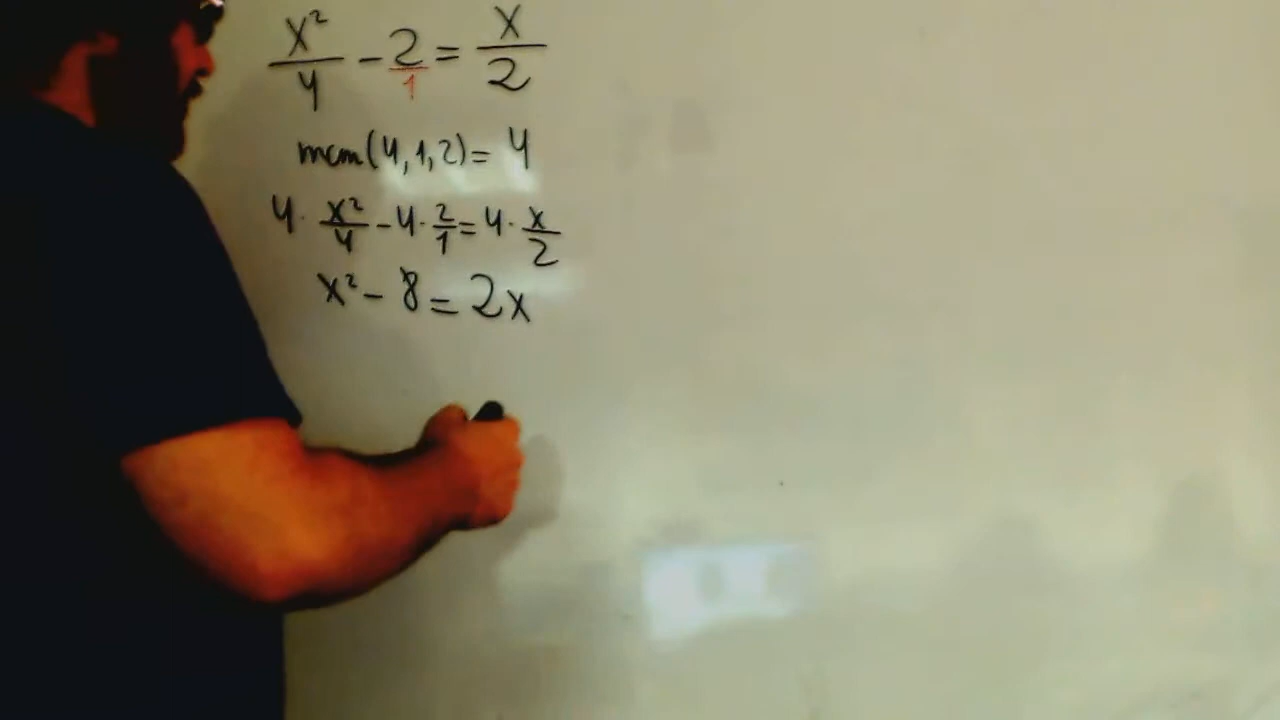 x²/4 - 2/1 = x/2
mcm(4,1,2)= 4
4· x²/4 - 4· 2/1 = 4· x/2
x² - 8 = 2x